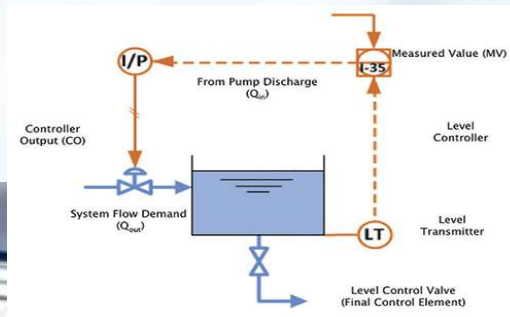 I/P
I-35
Measured Value (MV)
From Pump Discharge
(Qin)
Controller
Output (CO)
Level
Controller
System Flow Demand
(Qout)
LT
Level
Transmitter
Level Control Valve
(Final Control Element)